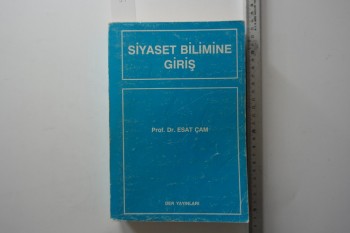 SİYASET BİLİMİNE
GİRİŞ
Prof. Dr. ESAT ÇAM
DER YAYINLARI